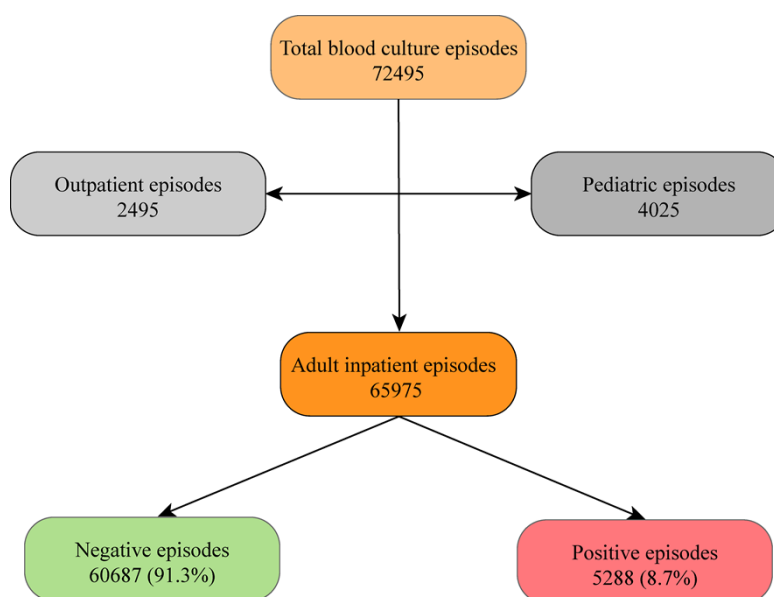 Total blood culture episodes
72495
Outpatient episodes
2495
Pediatric episodes
4025
Adult inpatient episodes
65975
Negative episodes
60687 (91.3%)
Positive episodes
5288 (8.7%)